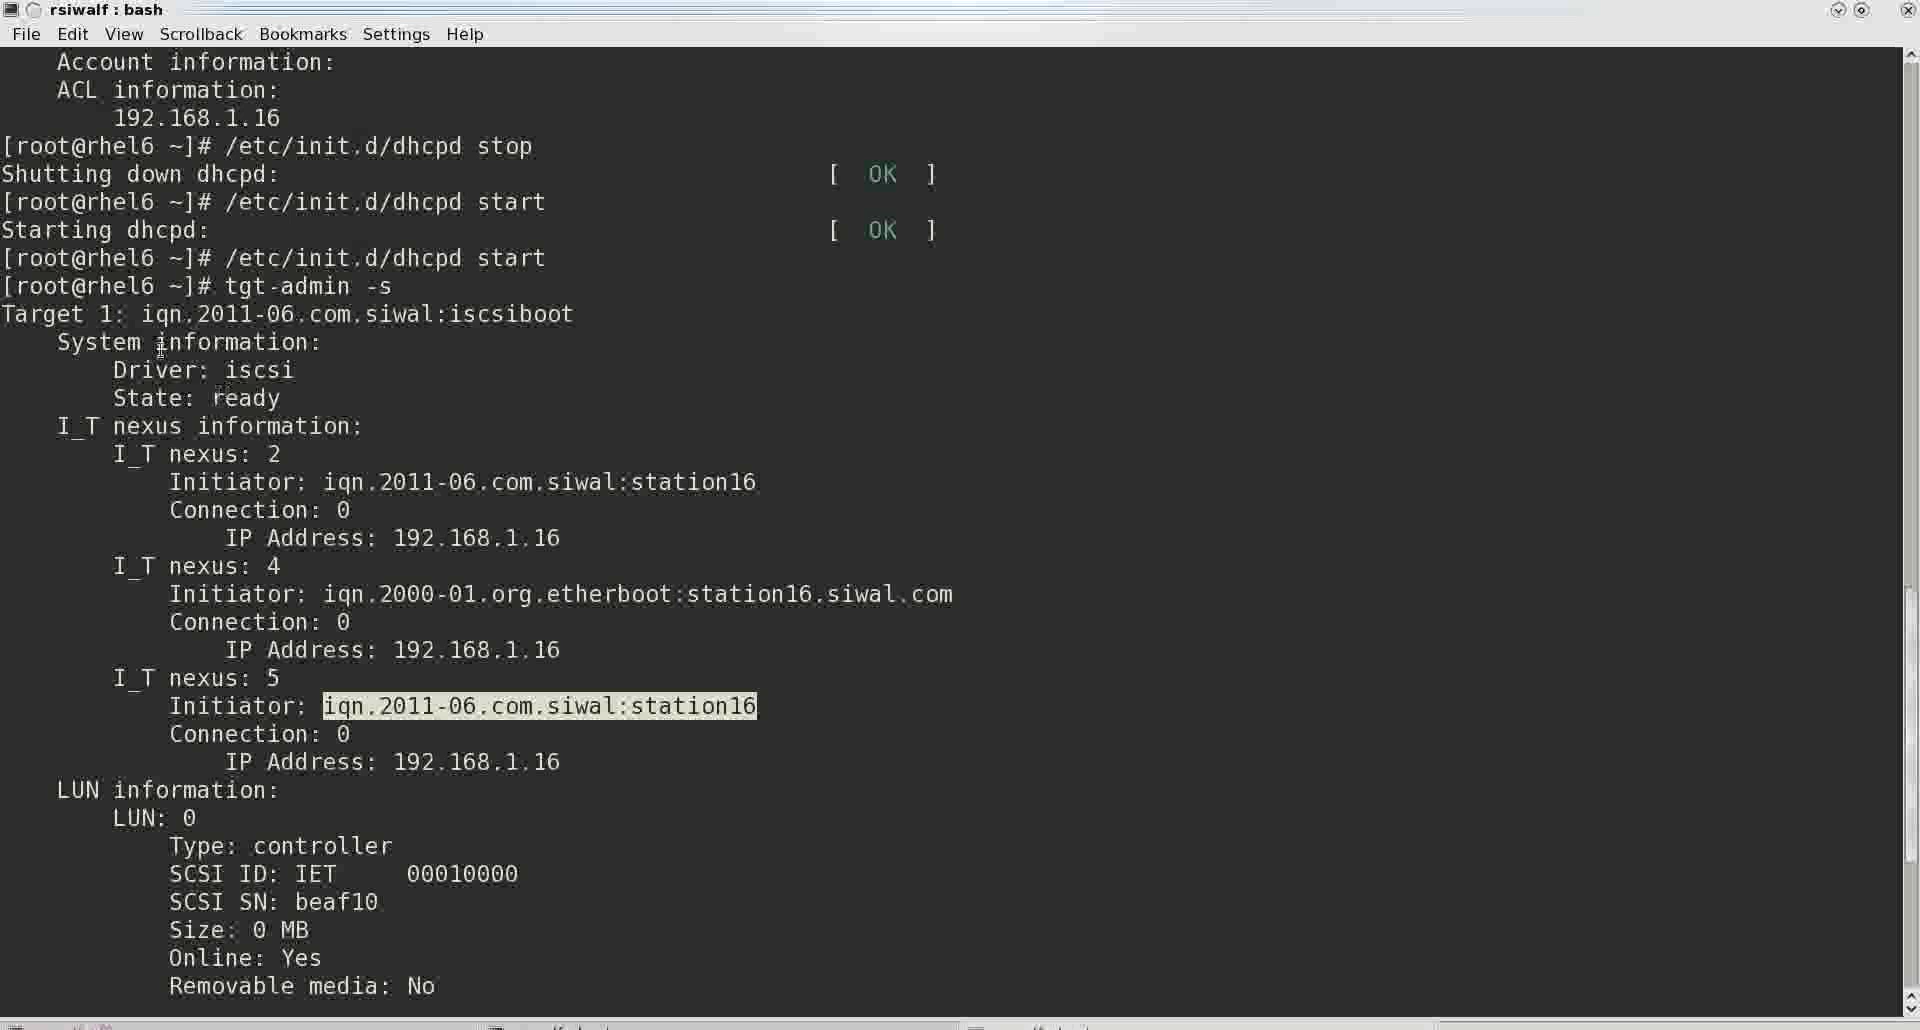 rsiwalf : bash
File Edit View Scrollback Bookmarks Settings Help
Account information:
ACL information:
192.168.1.16
[root@rhel6 ~]# /etc/init.d/dhcpd stop
Shutting down dhcpd: [ OK ]
[root@rhel6 ~]# /etc/init.d/dhcpd start
Starting dhcpd: [ OK ]
[root@rhel6 ~]# /etc/init.d/dhcpd start
[root@rhel6 ~]# tgt-admin -s
Target 1: iqn.2011-06.com.siwal:iscsiboot
System information:
Driver: iscsi
State: ready
I_T nexus information:
I_T nexus: 2
Initiator: iqn.2011-06.com.siwal:station16
Connection: 0
IP Address: 192.168.1.16
I_T nexus: 4
Initiator: iqn.2000-01.org.etherboot:station16.siwal.com
Connection: 0
IP Address: 192.168.1.16
I_T nexus: 5
Initiator: iqn.2011-06.com.siwal:station16
Connection: 0
IP Address: 192.168.1.16
LUN information:
LUN: 0
Type: controller
SCSI ID: IET     00010000
SCSI SN: beaf10
Size: 0 MB
Online: Yes
Removable media: No